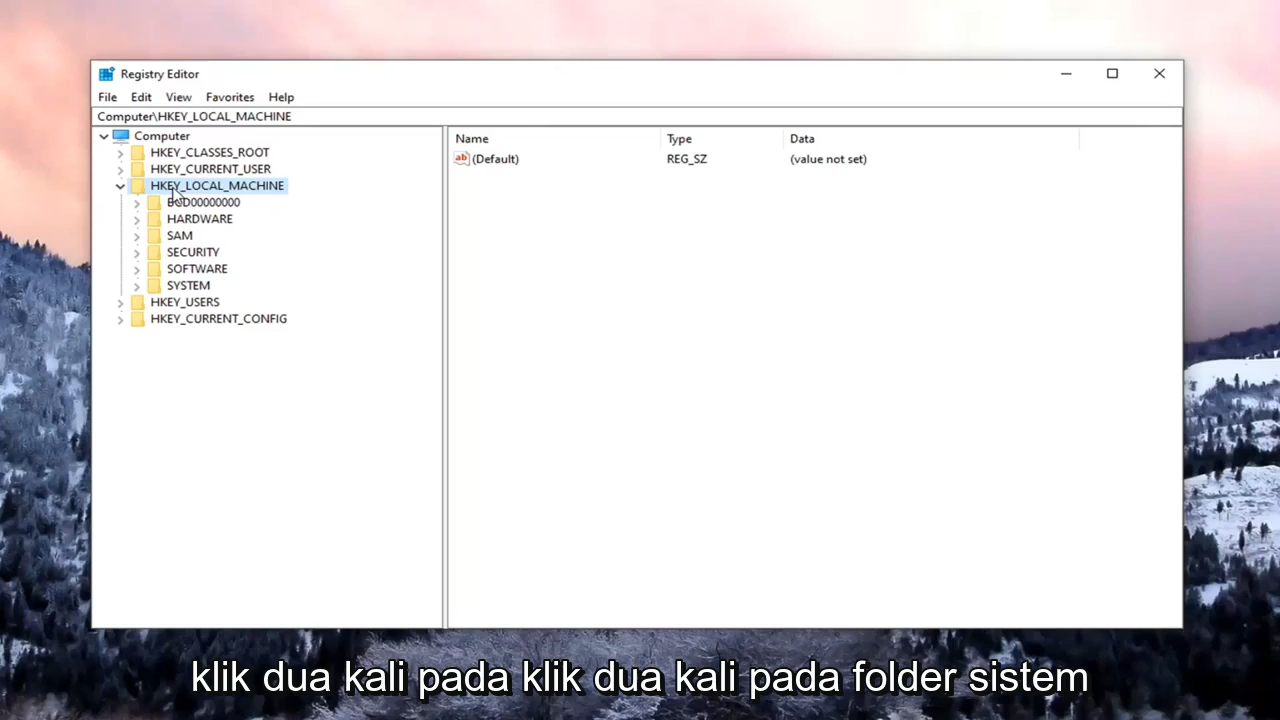 Registry Editor
File Edit View Favorites Help
Computer\HKEY_LOCAL_MACHINE
Name Type Data
Computer
HKEY_CLASSES_ROOT
HKEY_CURRENT_USER
HKEY_LOCAL_MACHINE
BCD00000000
HARDWARE
SAM
SECURITY
SOFTWARE
SYSTEM
HKEY_USERS
HKEY_CURRENT_CONFIG
ab (Default) REG_SZ (value not set)
klik dua kali pada klik dua kali pada folder sistem